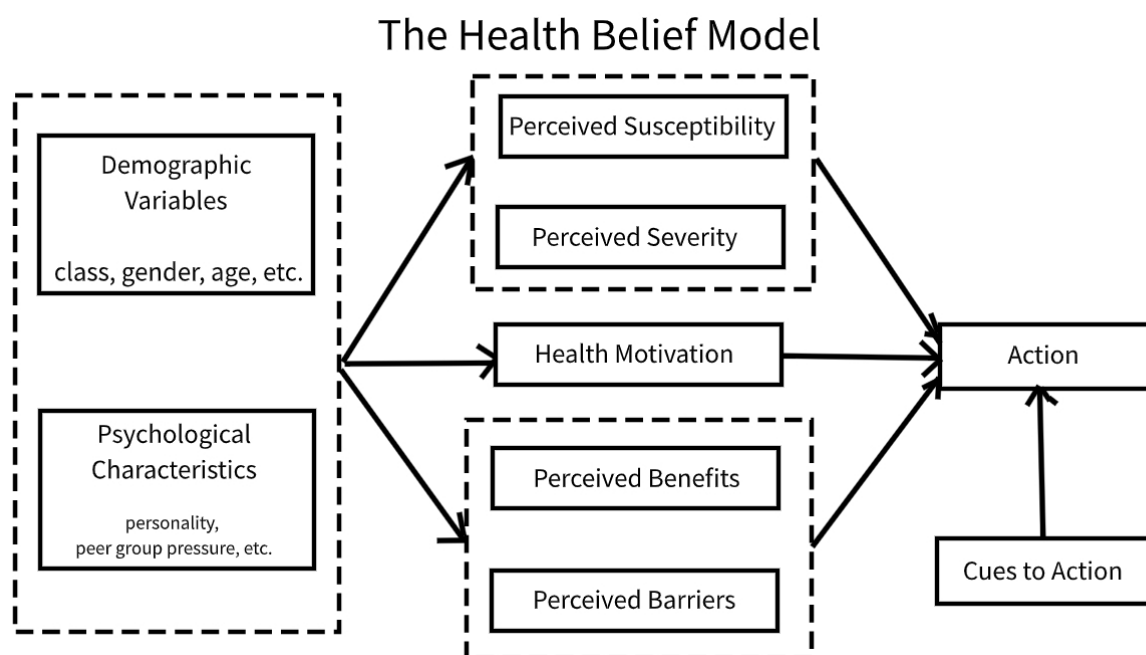 The Health Belief Model
Demographic
Variables
class, gender, age, etc.
Psychological
Characteristics
personality,
peer group pressure, etc.
Perceived Susceptibility
Perceived Severity
Health Motivation
Perceived Benefits
Perceived Barriers
Action
Cues to Action